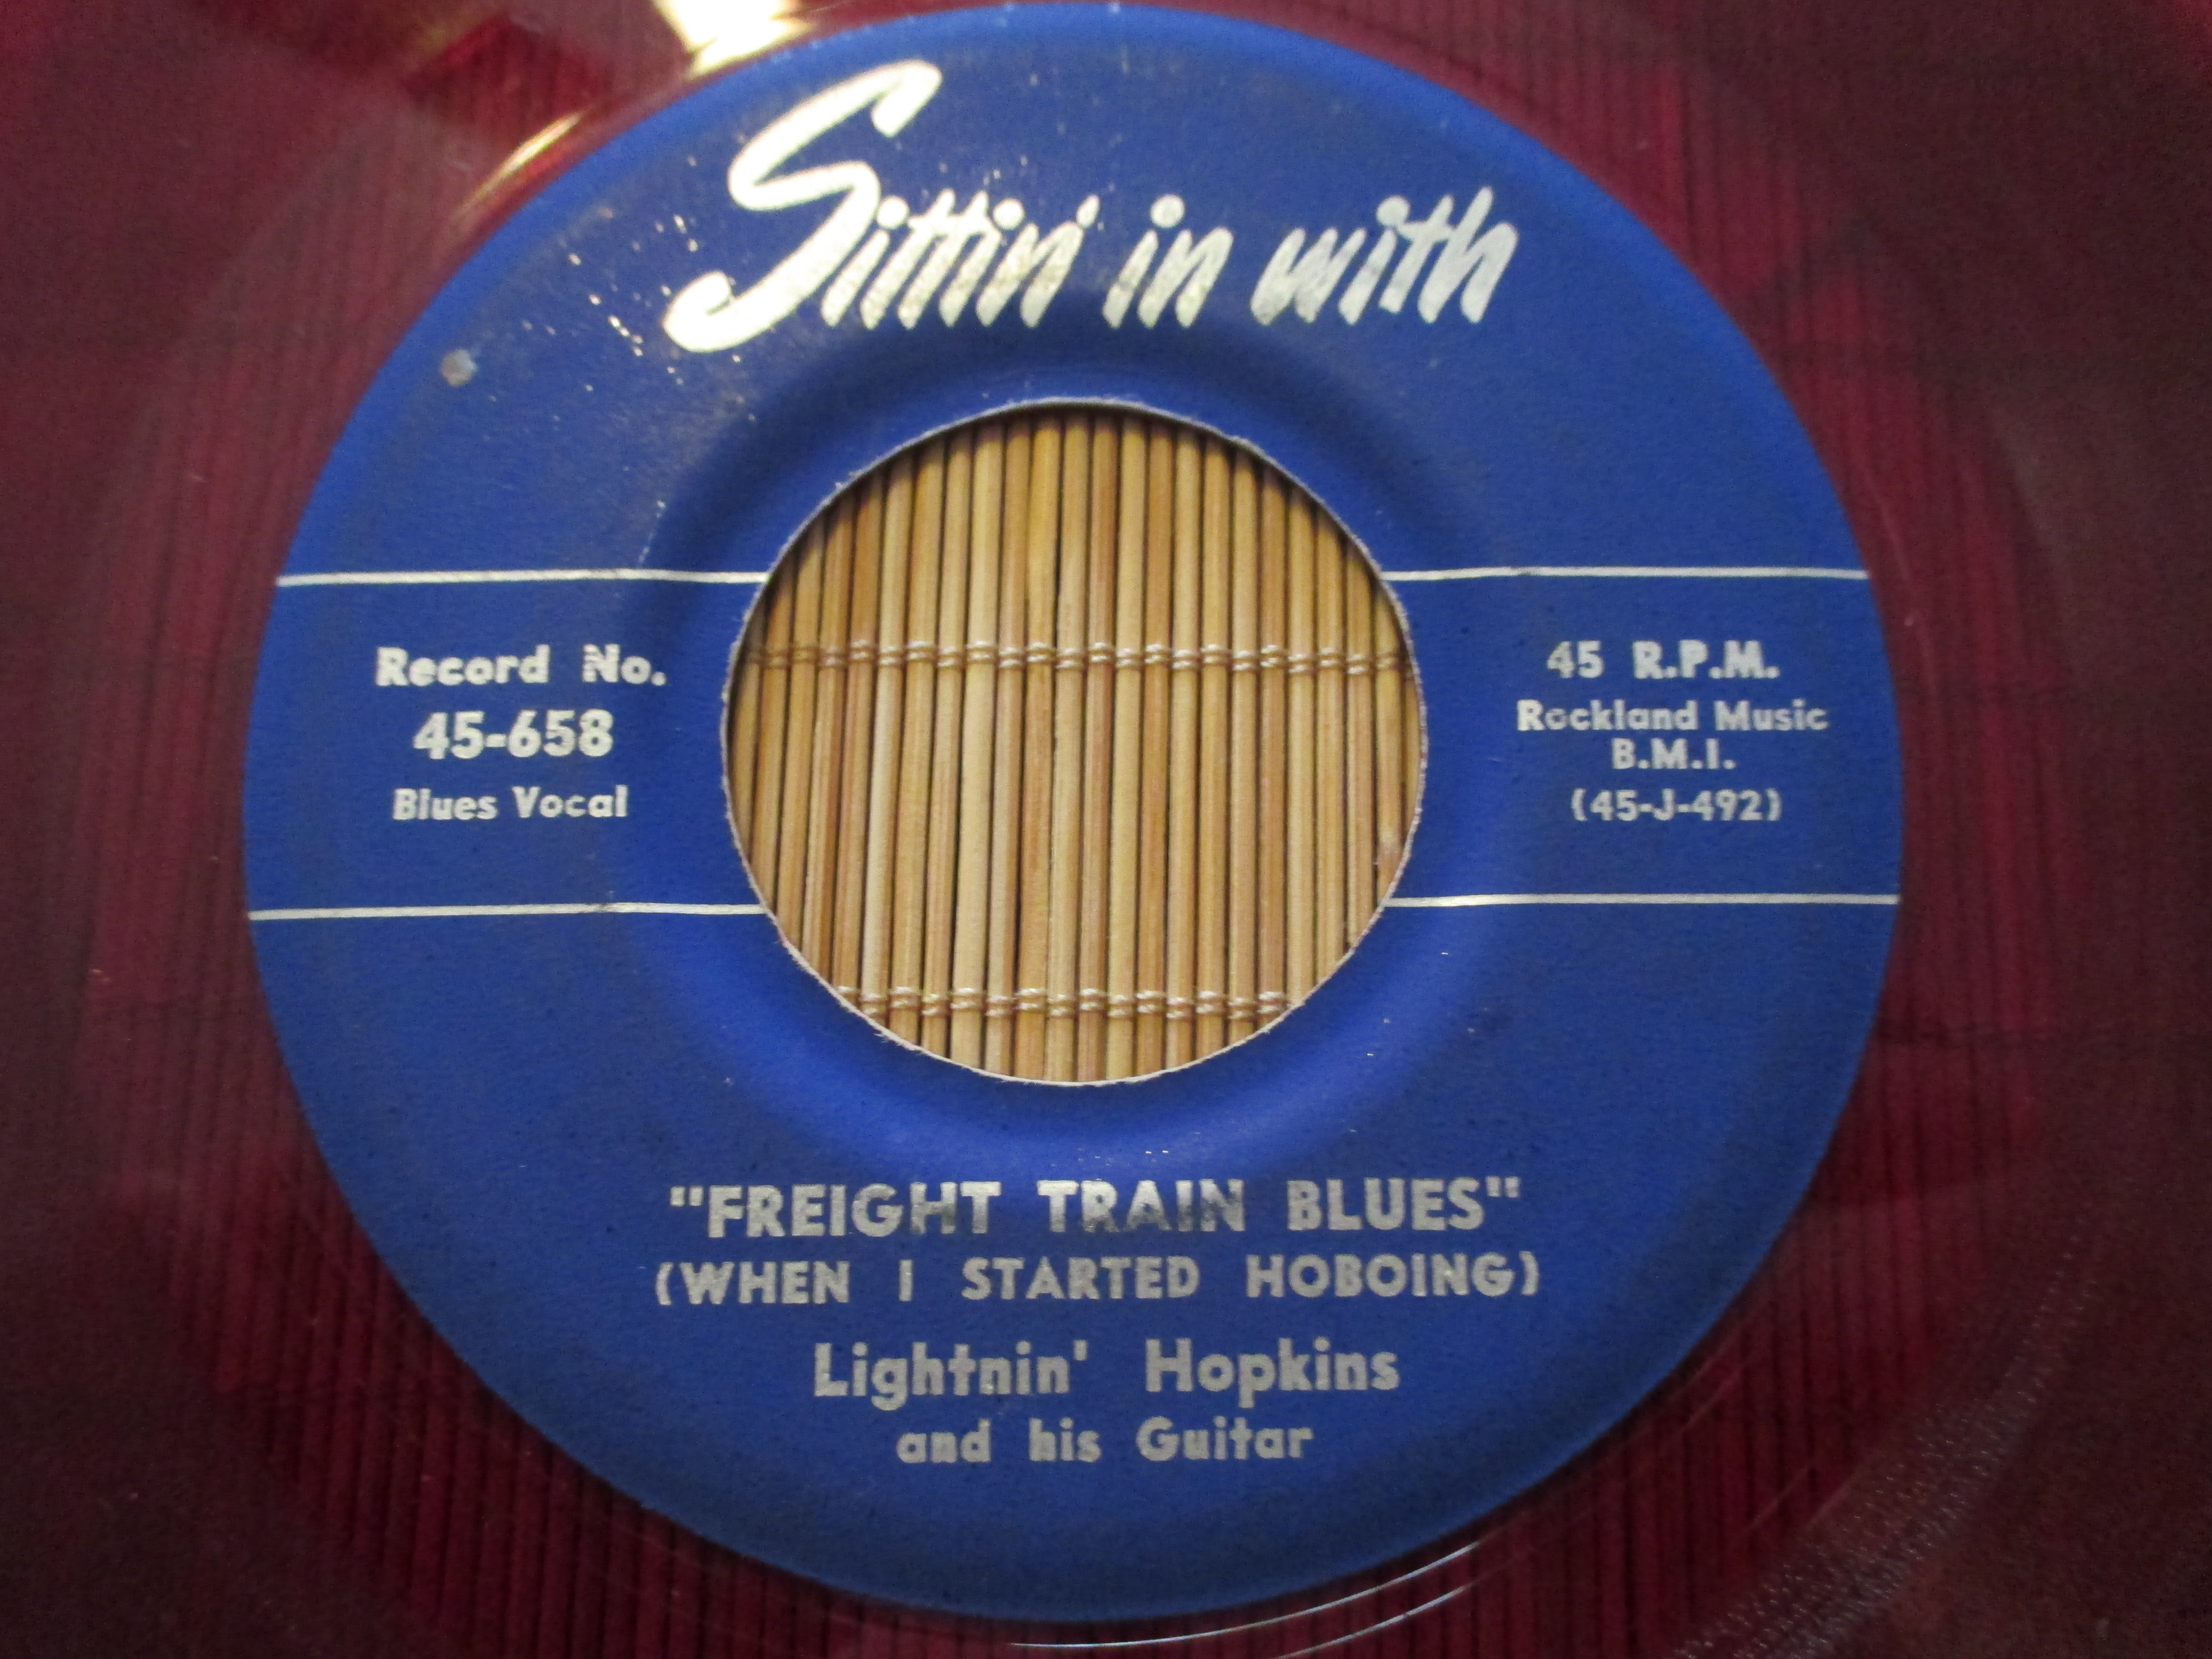 Sittin' in with
Record No.
45-658
Blues Vocal
45 R.P.M.
Rockland Music
B.M.I.
(45-J-492)
"FREIGHT TRAIN BLUES"
(WHEN I STARTED HOBOING)
Lightnin' Hopkins
and his Guitar